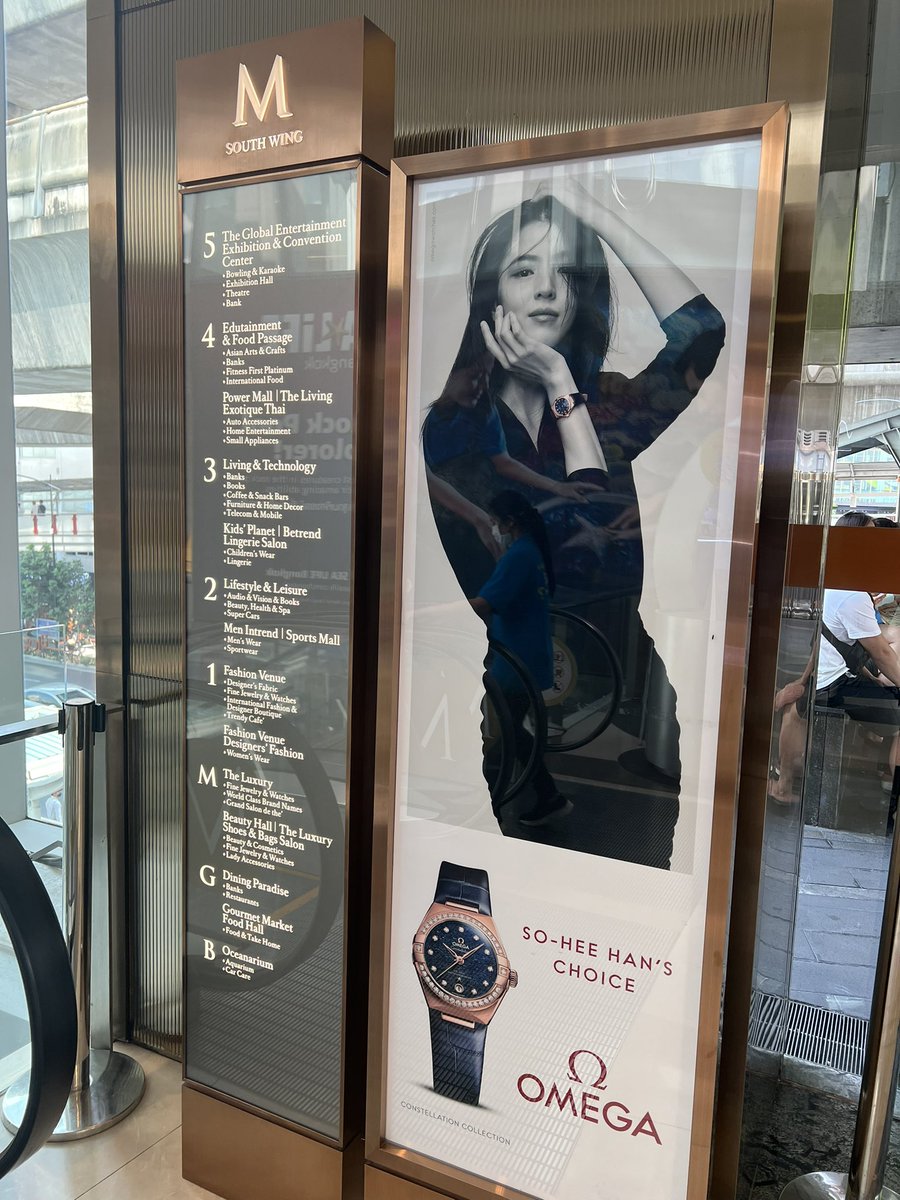 M
SOUTH WING
5 The Global Entertainment
Exhibition & Convention
Center
•Bowling & Karaoke
•Exhibition Hall
•Theatre
•Bank
4 Edutainment
& Food Passage
•Asian Arts & Crafts
•Banks
•Fitness First Platinum
•International Food
Power Mall | The Living
Exotique Thai
•Auto Accessories
•Home Entertainment
•Small Appliances
3 Living & Technology
•Banks
•Books
•Coffee & Snack Bars
•Furniture & Home Decor
•Telecom & Mobile
Kids' Planet | Betrend
Lingerie Salon
•Children's Wear
•Lingerie
2 Lifestyle & Leisure
•Audio & Vision & Books
•Beauty, Health & Spa
•Super Cars
Men Intrend | Sports Mall
•Men's Wear
•Sportwear
1 Fashion Venue
•Designer's Fabric
•Fine Jewelry & Watches
•International Fashion &
Designer Boutique
•Trendy Cafe'
Fashion Venue
Designers' Fashion
•Women's Wear
M The Luxury
•Fine Jewelry & Watches
•World Class Brand Names
•Grand Salon de the'
Beauty Hall | The Luxury
Shoes & Bags Salon
•Beauty & Cosmetics
•Fine Jewelry & Watches
•Lady Accessories
G Dining Paradise
•Banks
•Restaurants
Gourmet Market
Food Hall
•Food & Take Home
B Oceanarium
•Aquarium
•Car Care
SO-HEE HAN'S
CHOICE
OMEGA
Ω
OMEGA
CONSTELLATION COLLECTION